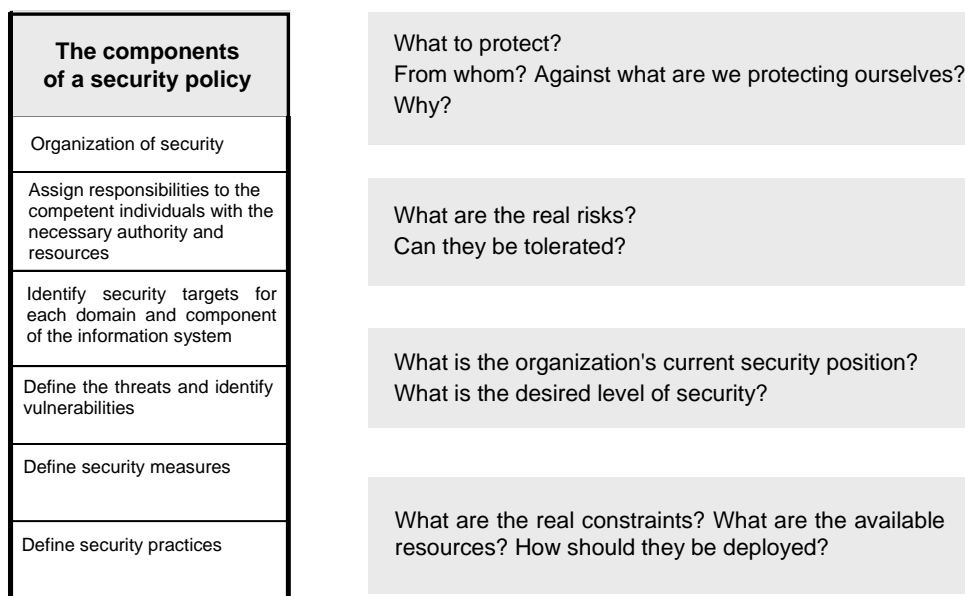 The components
of a security policy
Organization of security
Assign responsibilities to the
competent individuals with the
necessary authority and
resources
Identify security targets for
each domain and component
of the information system
Define the threats and identify
vulnerabilities
Define security measures
Define security practices
What to protect?
From whom? Against what are we protecting ourselves?
Why?
What are the real risks?
Can they be tolerated?
What is the organization's current security position?
What is the desired level of security?
What are the real constraints? What are the available
resources? How should they be deployed?